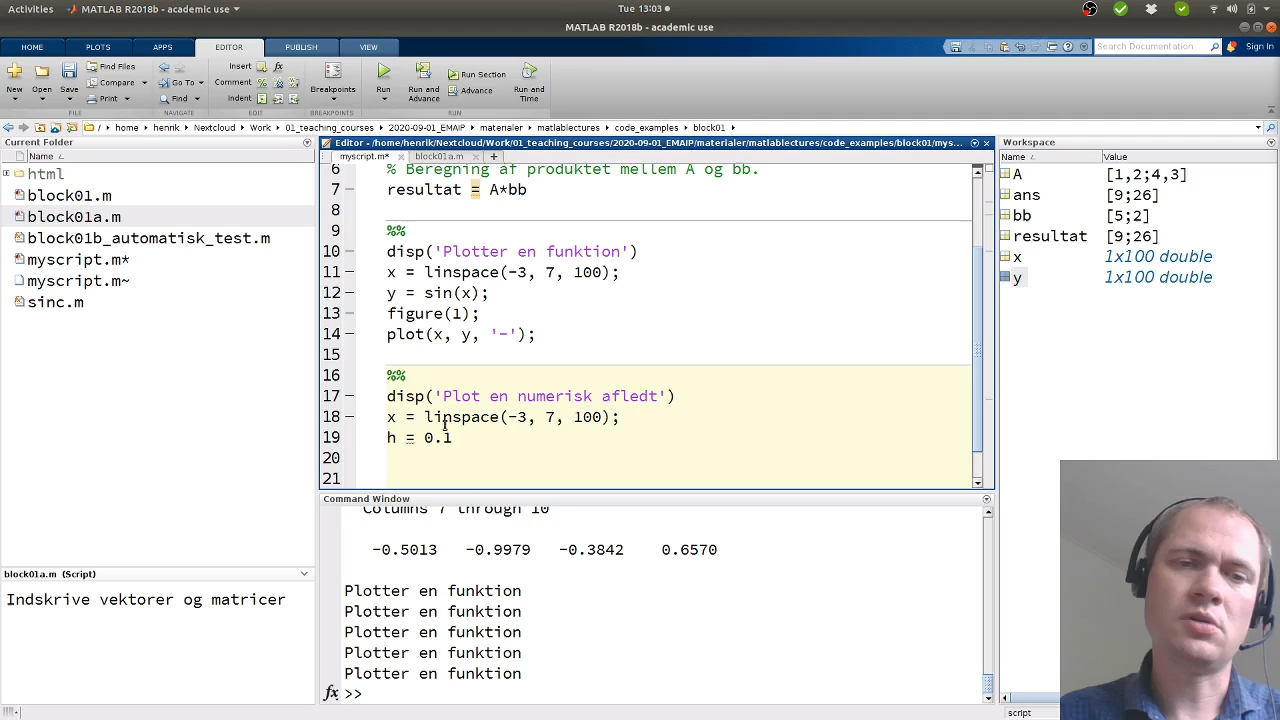 Activities MATLAB R2018b - academic use Tue 13:03
MATLAB R2018b - academic use
HOME PLOTS APPS EDITOR PUBLISH VIEW Search Documentation Sign In
New Open Save Find Files Compare Print Go To Find Insert fx Comment Indent Breakpoints Run Run and Advance Run Section Advance Run and Time
FILE NAVIGATE EDIT BREAKPOINTS RUN
/ home henrik Nextcloud Work 01_teaching_courses 2020-09-01_EMAIP materialer matlablectures code_examples block01
Current Folder
Name
html
block01.m
block01a.m
block01b_automatisk_test.m
myscript.m*
myscript.m~
sinc.m
block01a.m (Script)
Indskrive vektorer og matricer
Editor - /home/henrik/Nextcloud/Work/01_teaching_courses/2020-09-01_EMAIP/materialer/matlablectures/code_examples/block01/mys...
myscript.m* block01a.m
6 % Beregning af produktet mellem A og bb.
7 resultat = A*bb
8
9 %%
10 disp('Plotter en funktion')
11 x = linspace(-3, 7, 100);
12 y = sin(x);
13 figure(1);
14 plot(x, y, '-');
15
16 %%
17 disp('Plot en numerisk afledt')
18 x = linspace(-3, 7, 100);
19 h = 0.1
20
21
Command Window
Columns 7 through 10
-0.5013 -0.9979 -0.3842 0.6570
Plotter en funktion
Plotter en funktion
Plotter en funktion
Plotter en funktion
Plotter en funktion
fx >>
Workspace
Name Value
A [1,2;4,3]
ans [9;26]
bb [5;2]
resultat [9;26]
x 1x100 double
y 1x100 double
script